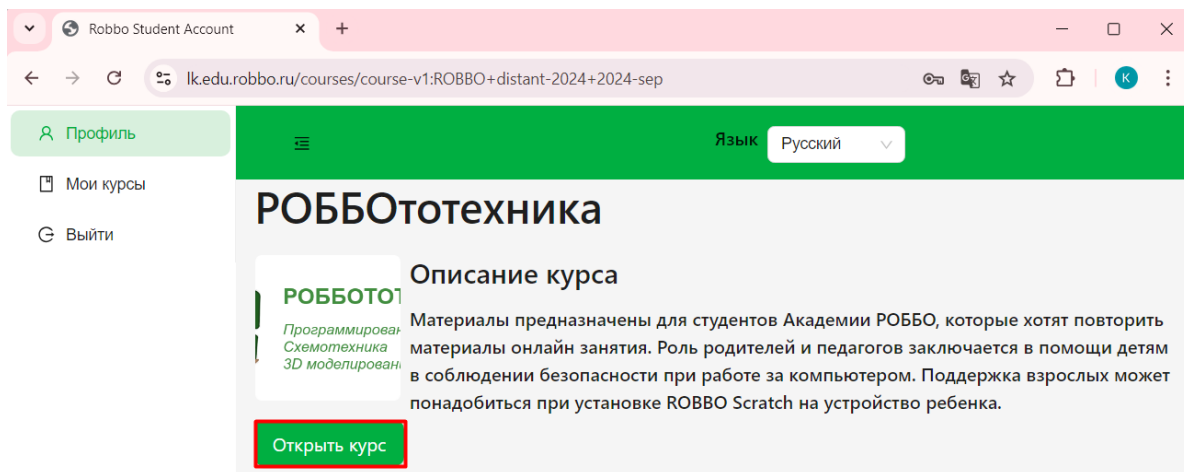 Robbo Student Account
lk.edu.robbo.ru/courses/course-v1:ROBBO+distant-2024+2024-sep
K
Профиль
Мои курсы
Выйти
Язык
Русский
РОББОтотехника
РОББОТОТ
Программирован
Схемотехника
3D моделирован
Описание курса
Материалы предназначены для студентов Академии РОББО, которые хотят повторить
материалы онлайн занятия. Роль родителей и педагогов заключается в помощи детям
в соблюдении безопасности при работе за компьютером. Поддержка взрослых может
понадобиться при установке ROBBO Scratch на устройство ребенка.
Открыть курс